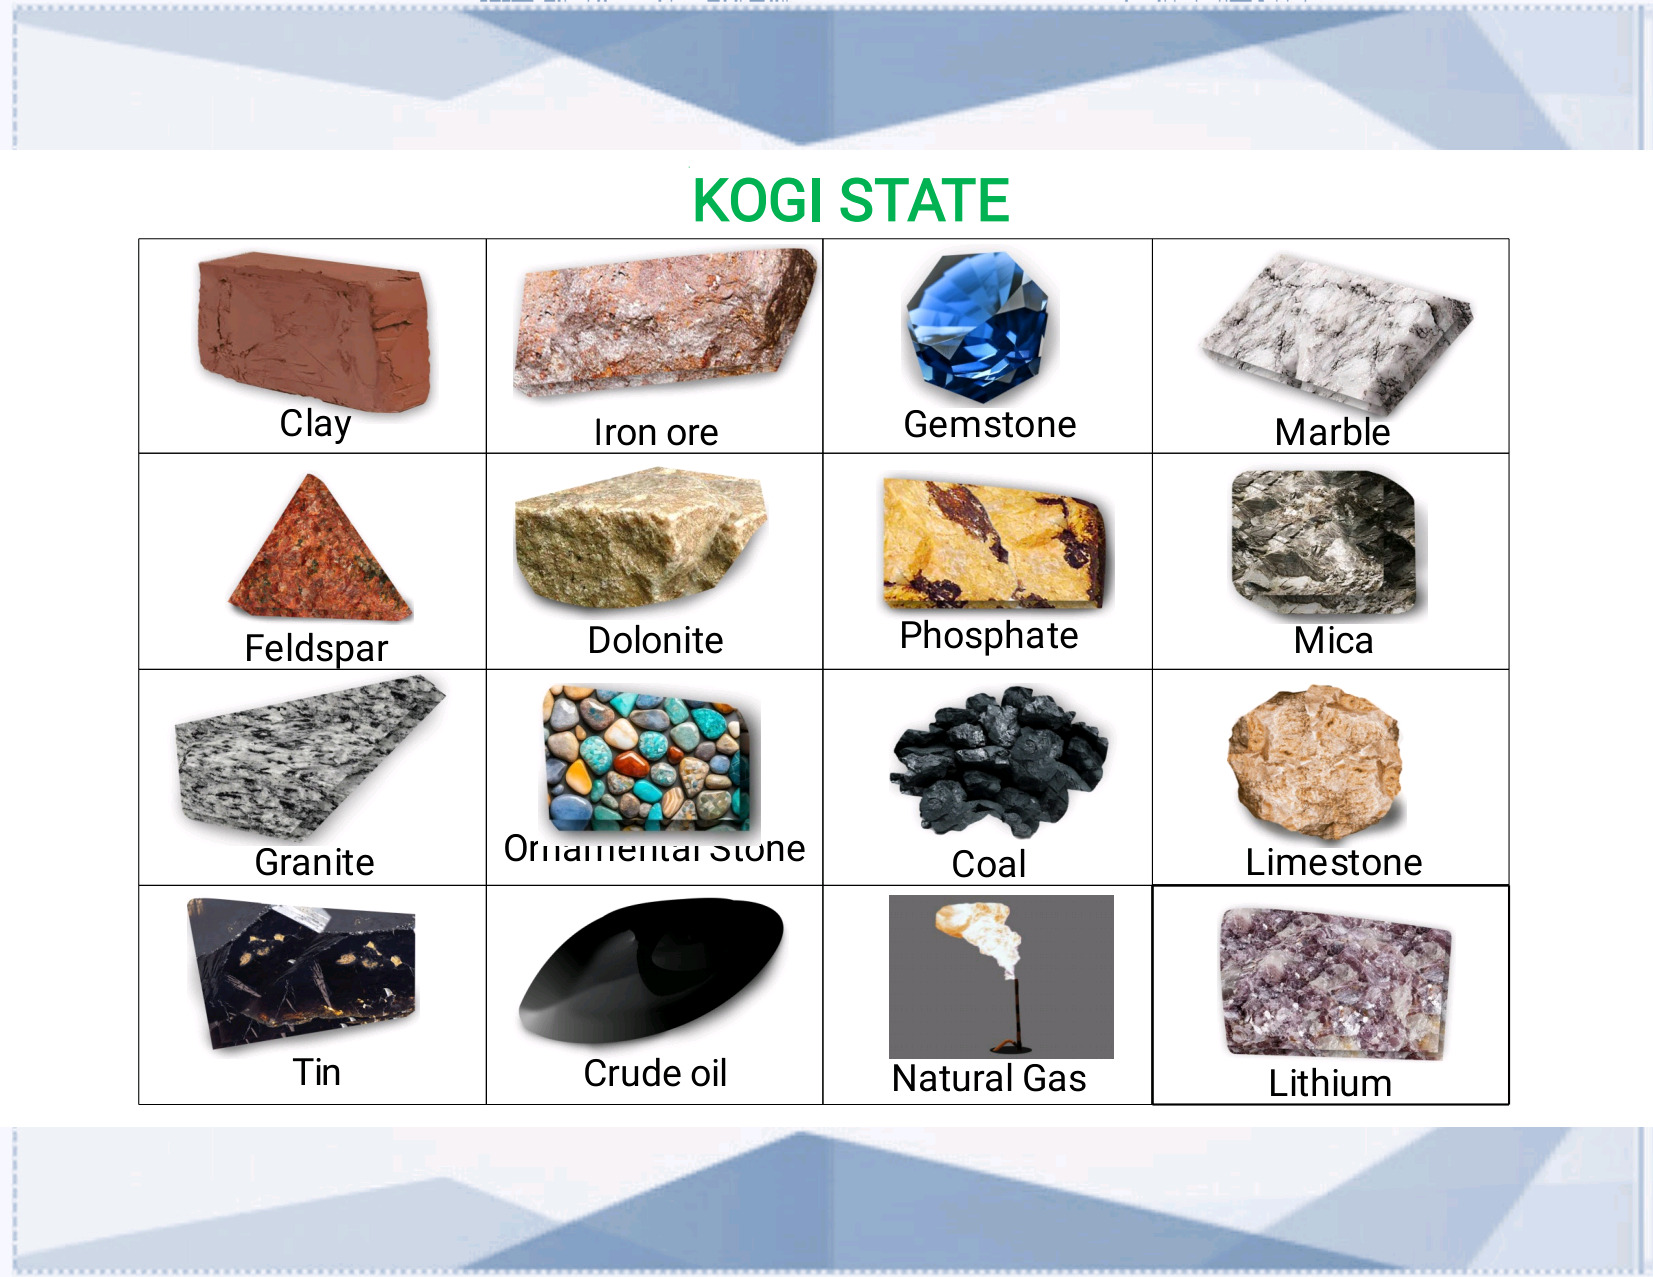 KOGI STATE
Clay
Iron ore
Gemstone
Marble
Feldspar
Dolonite
Phosphate
Mica
Granite
Ornamental Stone
Coal
Limestone
Tin
Crude oil
Natural Gas
Lithium